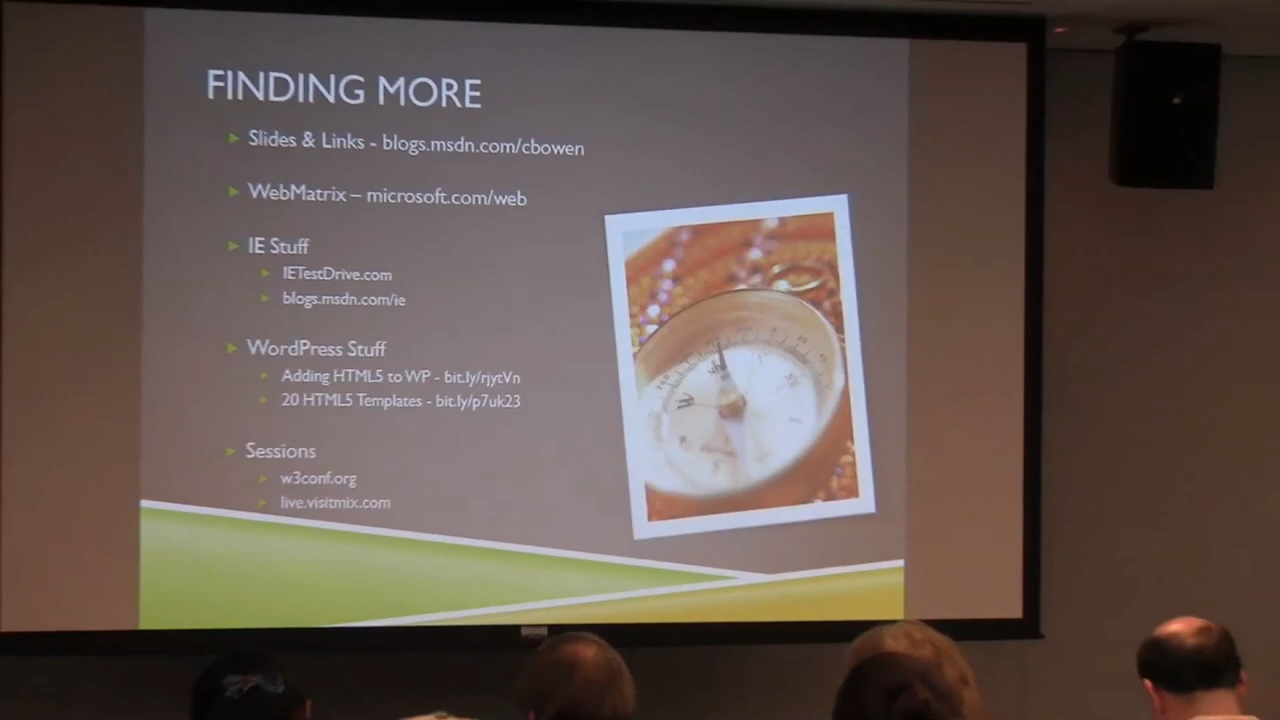 FINDING MORE
Slides & Links - blogs.msdn.com/cbowen
WebMatrix – microsoft.com/web
IE Stuff
IETestDrive.com
blogs.msdn.com/ie
WordPress Stuff
Adding HTML5 to WP - bit.ly/rjytVn
20 HTML5 Templates - bit.ly/p7uk23
Sessions
w3conf.org
live.visitmix.com
W